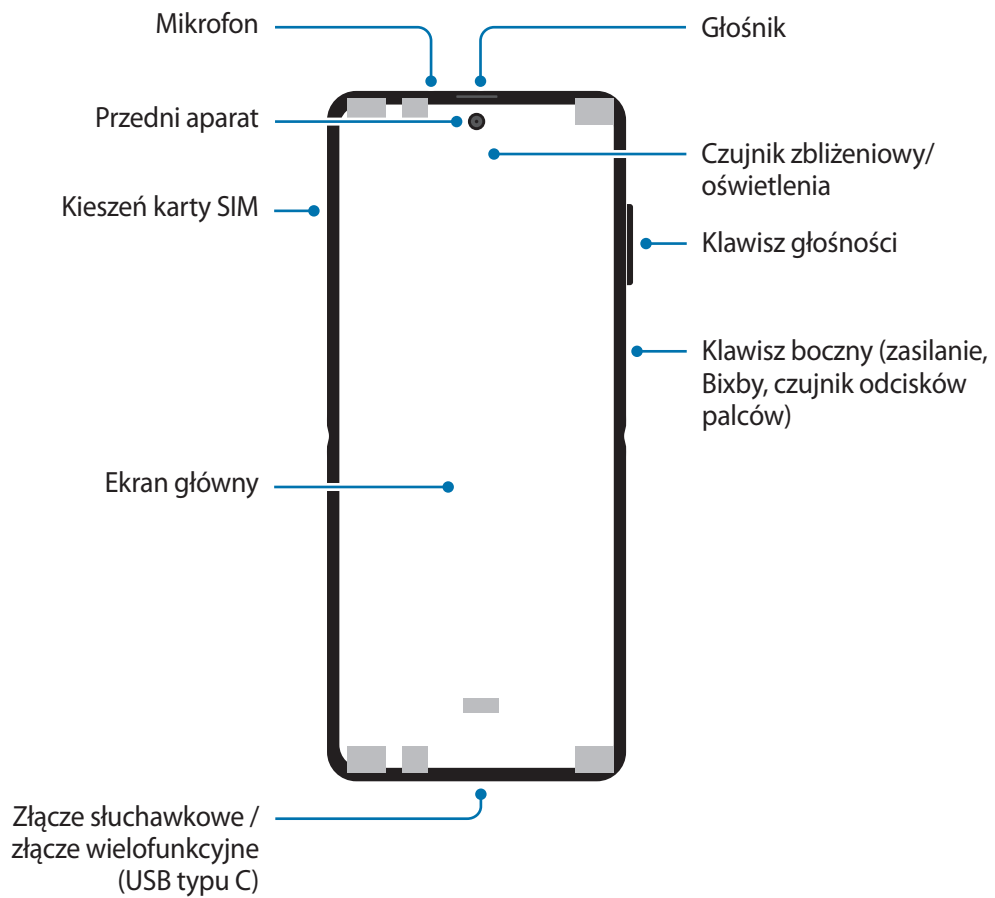 Mikrofon
Głośnik
Przedni aparat
Czujnik zbliżeniowy/
oświetlenia
Kieszeń karty SIM
Klawisz głośności
Klawisz boczny (zasilanie,
Bixby, czujnik odcisków
palców)
Ekran główny
Złącze słuchawkowe /
złącze wielofunkcyjne
(USB typu C)